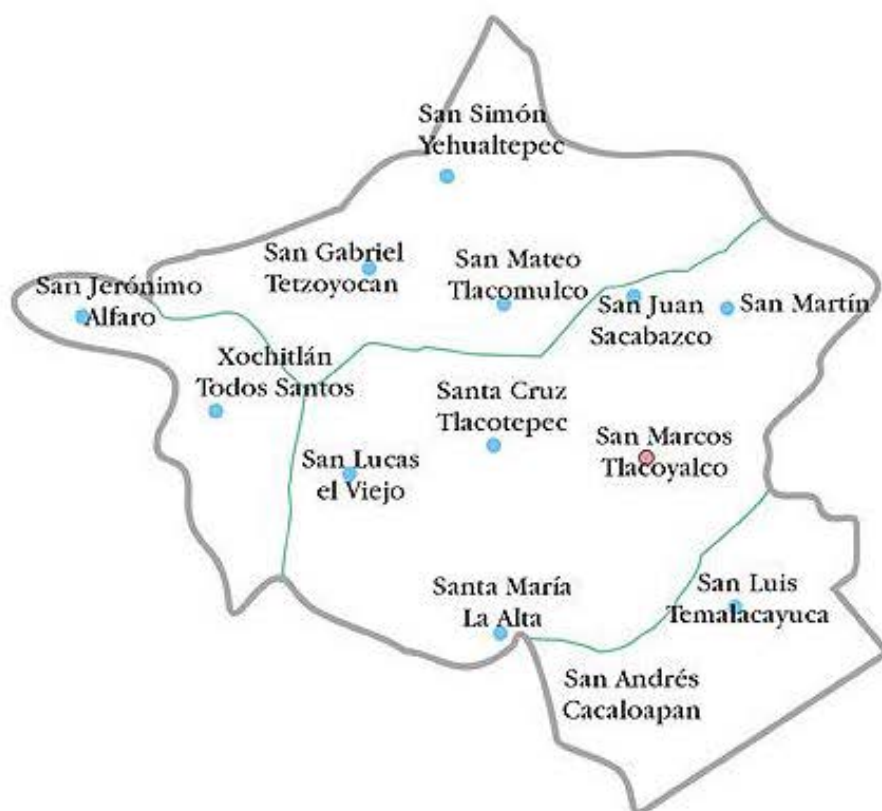 San Simón
Yehualtepec
San Gabriel
Tetzoyocan
San Mateo
Tlacomulco
San Jerónimo
Alfaro
San Juan
Sacabazco
San Martín
Xochitlán
Todos Santos
Santa Cruz
Tlacotepec
San Marcos
Tlacoyalco
San Lucas
el Viejo
Santa María
La Alta
San Luis
Temalacayuca
San Andrés
Cacaloapan